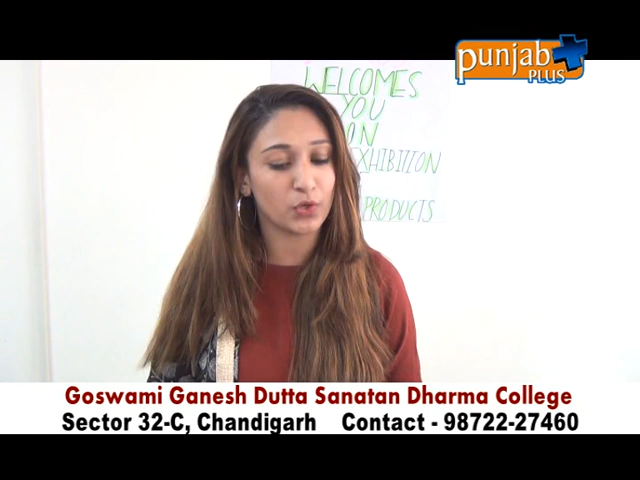 punjab
PLUS
WELCOMES
YOU
ON
EXHIBITION
PRODUCTS
Goswami Ganesh Dutta Sanatan Dharma College
Sector 32-C, Chandigarh Contact - 98722-27460